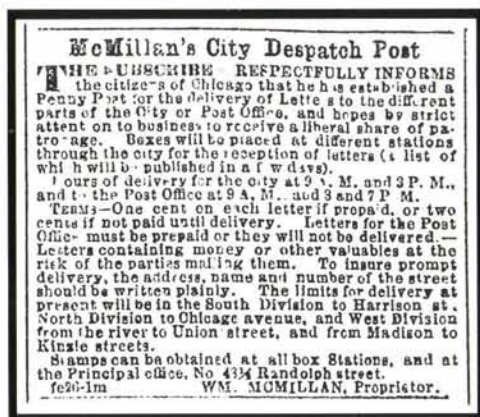 McMillan's City Despatch Post
THE SUBSCRIBE RESPECTFULLY INFORMS
the citizens of Chicago that he has established a
Penny Post for the delivery of Lette s to the different
parts of the City or Post Office, and hopes by strict
attent on to business to receive a liberal share of pa-
tro age. Boxes will be placed at different stations
through the city for the reception of letters (a list of
whi h will be published in a f w days).
ours of delivery for the city at 9 A. M. and 3 P. M.,
and to the Post Office at 9 A. M., and 3 and 7 P M.
TERMS—One cent on each letter if prepaid, or two
cents if not paid until delivery. Letters for the Post
Office must be prepaid or they will not be delivered.—
Letters containing money or other valuables at the
risk of the parties mailing them. To insure prompt
delivery, the address, name and number of the street
should be written plainly. The limits for delivery at
present will be in the South Division to Harrison st.,
North Division to Chicago avenue, and West Division
from the river to Union street, and from Madison to
Kinzie streets.
Stamps can be obtained at all box Stations, and at
the Principal office, No 43¾ Randolph street.
fe26-1m WM. MCMILLAN, Proprietor.